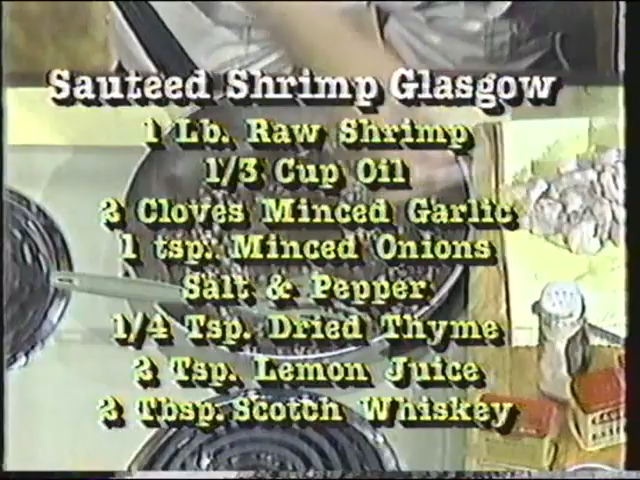 Sauteed Shrimp Glasgow
1 Lb. Raw Shrimp
1/3 Cup Oil
2 Cloves Minced Garlic
1 tsp. Minced Onions
Salt & Pepper
1/4 Tsp. Dried Thyme
2 Tsp. Lemon Juice
2 Tbsp. Scotch Whiskey